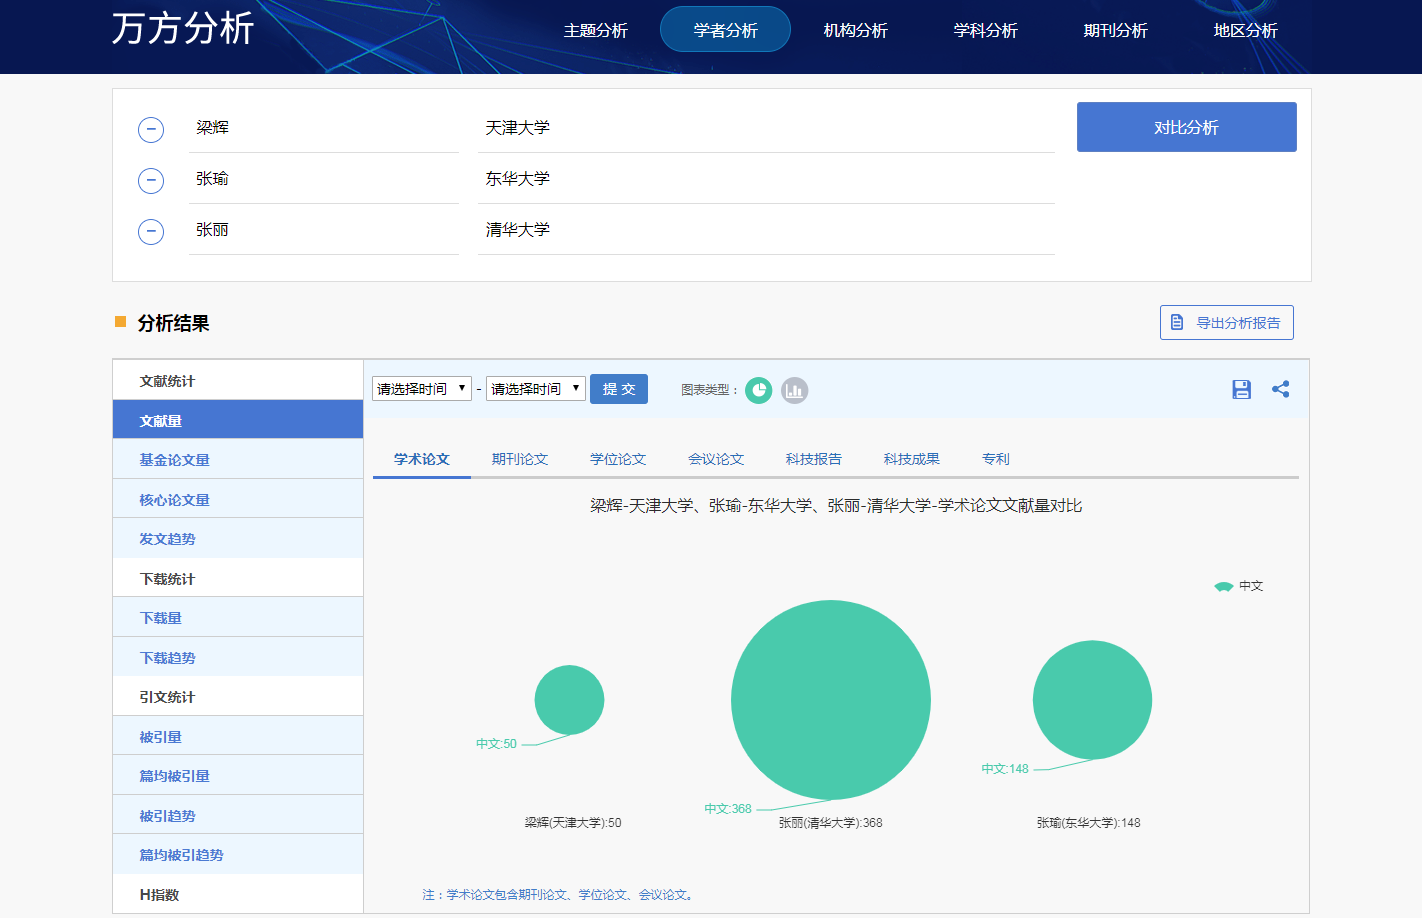 万方分析
主题分析 学者分析 机构分析 学科分析 期刊分析 地区分析
梁辉 天津大学 对比分析
张瑜 东华大学
张丽 清华大学
分析结果 导出分析报告
文献统计
文献量
基金论文量
核心论文量
发文趋势
下载统计
下载量
下载趋势
引文统计
被引量
篇均被引量
被引趋势
篇均被引趋势
H指数
请选择时间 - 请选择时间 提 交 图表类型：
学术论文 期刊论文 学位论文 会议论文 科技报告 科技成果 专利
梁辉-天津大学、张瑜-东华大学、张丽-清华大学-学术论文文献量对比
中文
中文:50
中文:368
中文:148
梁辉(天津大学):50 张丽(清华大学):368 张瑜(东华大学):148
注：学术论文包含期刊论文、学位论文、会议论文。